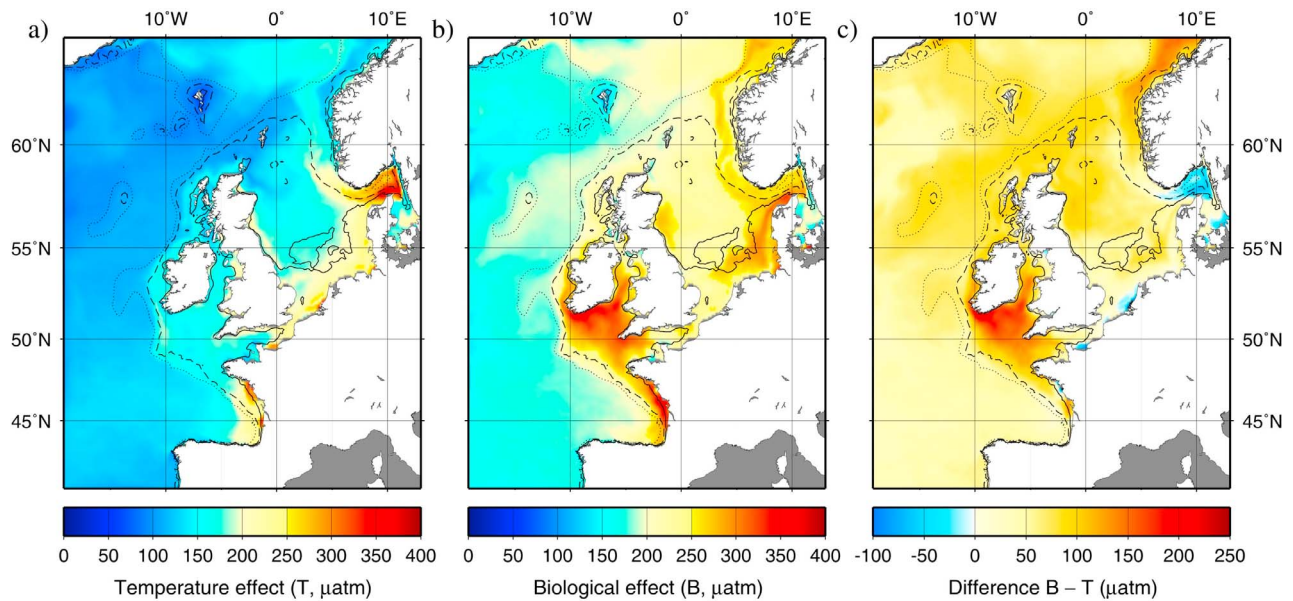 a) 10°W 0° 10°E b) 10°W 0° 10°E c) 10°W 0° 10°E
60°N 60°N
55°N 55°N
50°N 50°N
45°N 45°N
0 50 100 150 200 250 300 350 400 0 50 100 150 200 250 300 350 400 -100 -50 0 50 100 150 200 250
Temperature effect (T, µatm) Biological effect (B, µatm) Difference B – T (µatm)